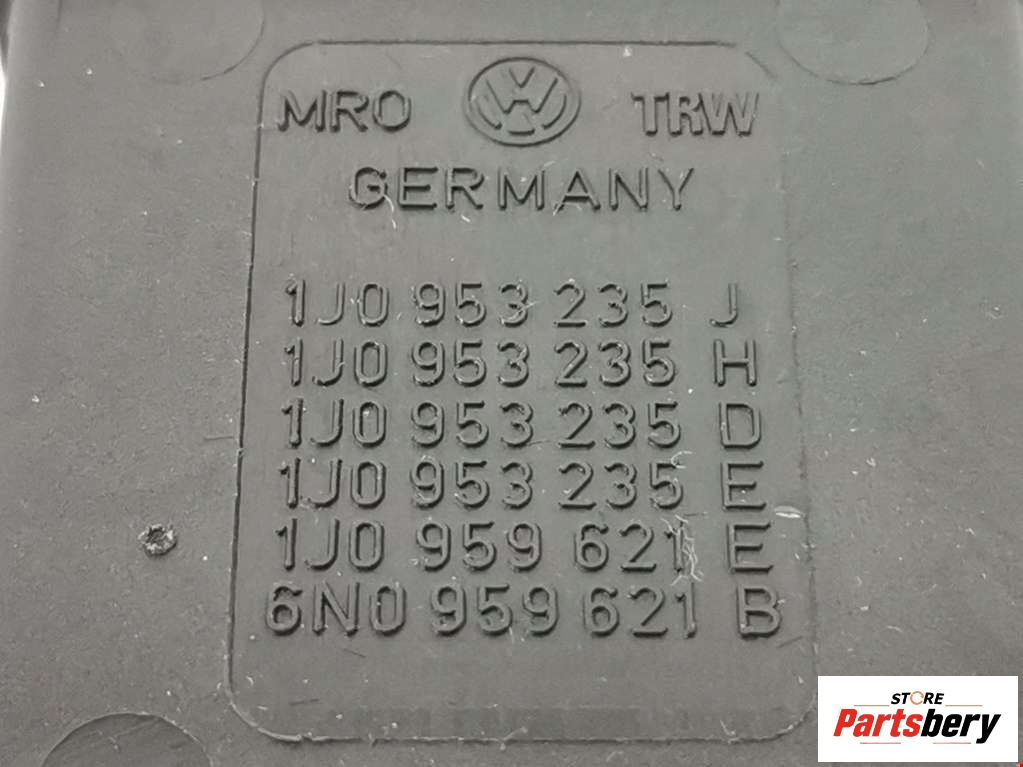 MRO VW TRW
GERMANY
1J0 953 235 J
1J0 953 235 H
1J0 953 235 D
1J0 953 235 E
1J0 959 621 E
6N0 959 621 B
STORE
Partsbery